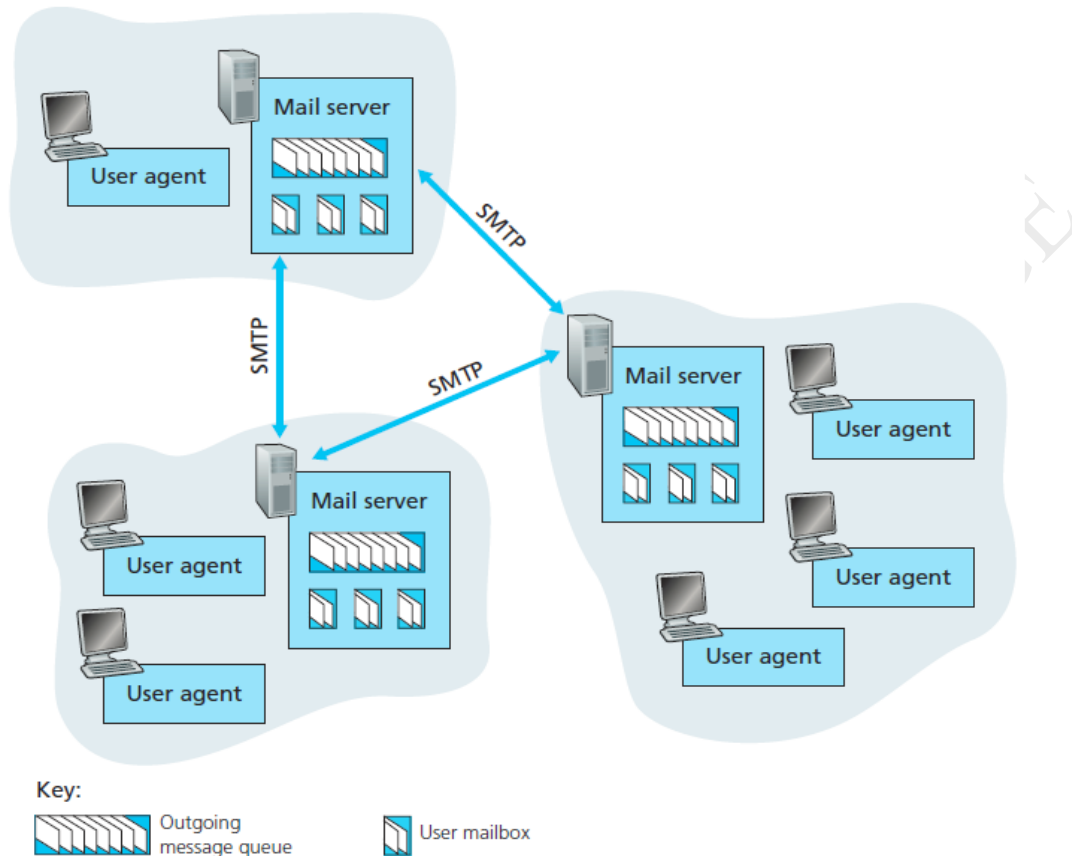 Mail server
User agent
SMTP
SMTP
SMTP
Mail server
User agent
Mail server
User agent
User agent
User agent
User agent
Key:
Outgoing
message queue
User mailbox